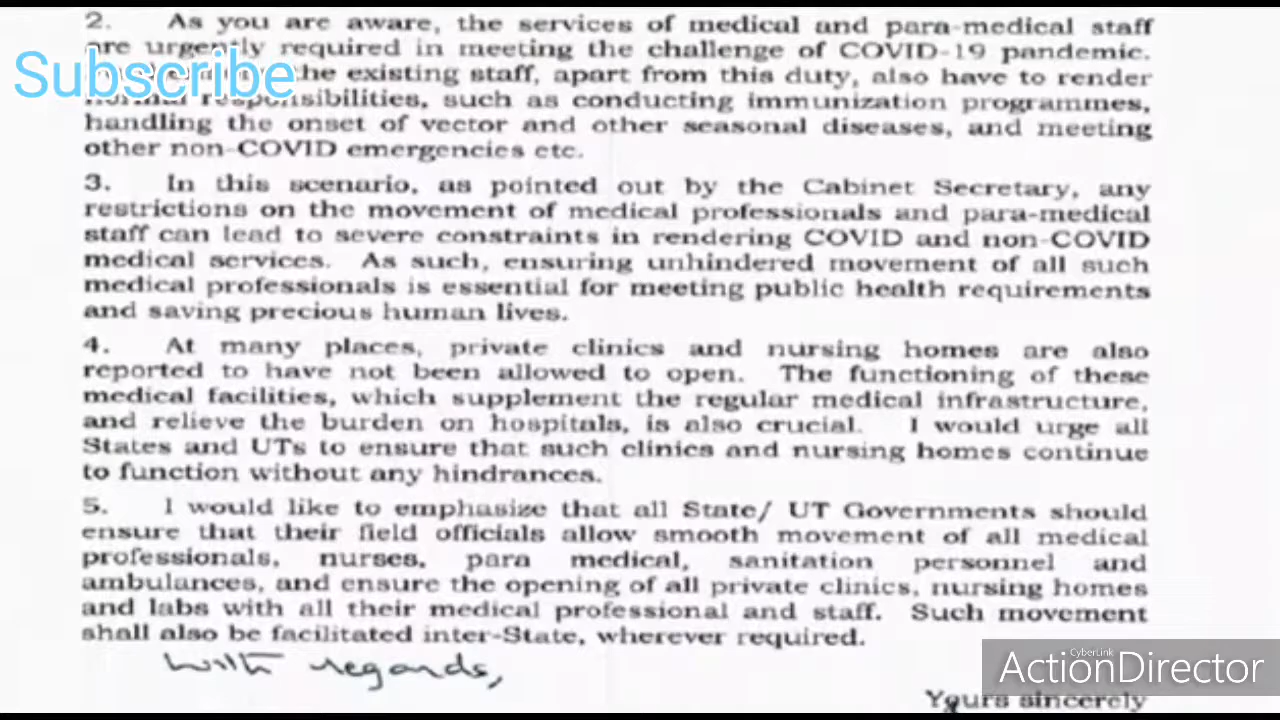 2. As you are aware, the services of medical and para-medical staff
are urgently required in meeting the challenge of COVID-19 pandemic.
Subscribe
the existing staff, apart from this duty, also have to render
normal responsibilities, such as conducting immunization programmes,
handling the onset of vector and other seasonal diseases, and meeting
other non-COVID emergencies etc.
3. In this scenario, as pointed out by the Cabinet Secretary, any
restrictions on the movement of medical professionals and para-medical
staff can lead to severe constraints in rendering COVID and non-COVID
medical services. As such, ensuring unhindered movement of all such
medical professionals is essential for meeting public health requirements
and saving precious human lives.
4. At many places, private clinics and nursing homes are also
reported to have not been allowed to open. The functioning of these
medical facilities, which supplement the regular medical infrastructure,
and relieve the burden on hospitals, is also crucial. I would urge all
States and UTs to ensure that such clinics and nursing homes continue
to function without any hindrances.
5. I would like to emphasize that all State/ UT Governments should
ensure that their field officials allow smooth movement of all medical
professionals, nurses, para medical, sanitation personnel and
ambulances, and ensure the opening of all private clinics, nursing homes
and labs with all their medical professional and staff. Such movement
shall also be facilitated inter-State, wherever required.
With regards,
CyberLink
ActionDirector
Yours sincerely